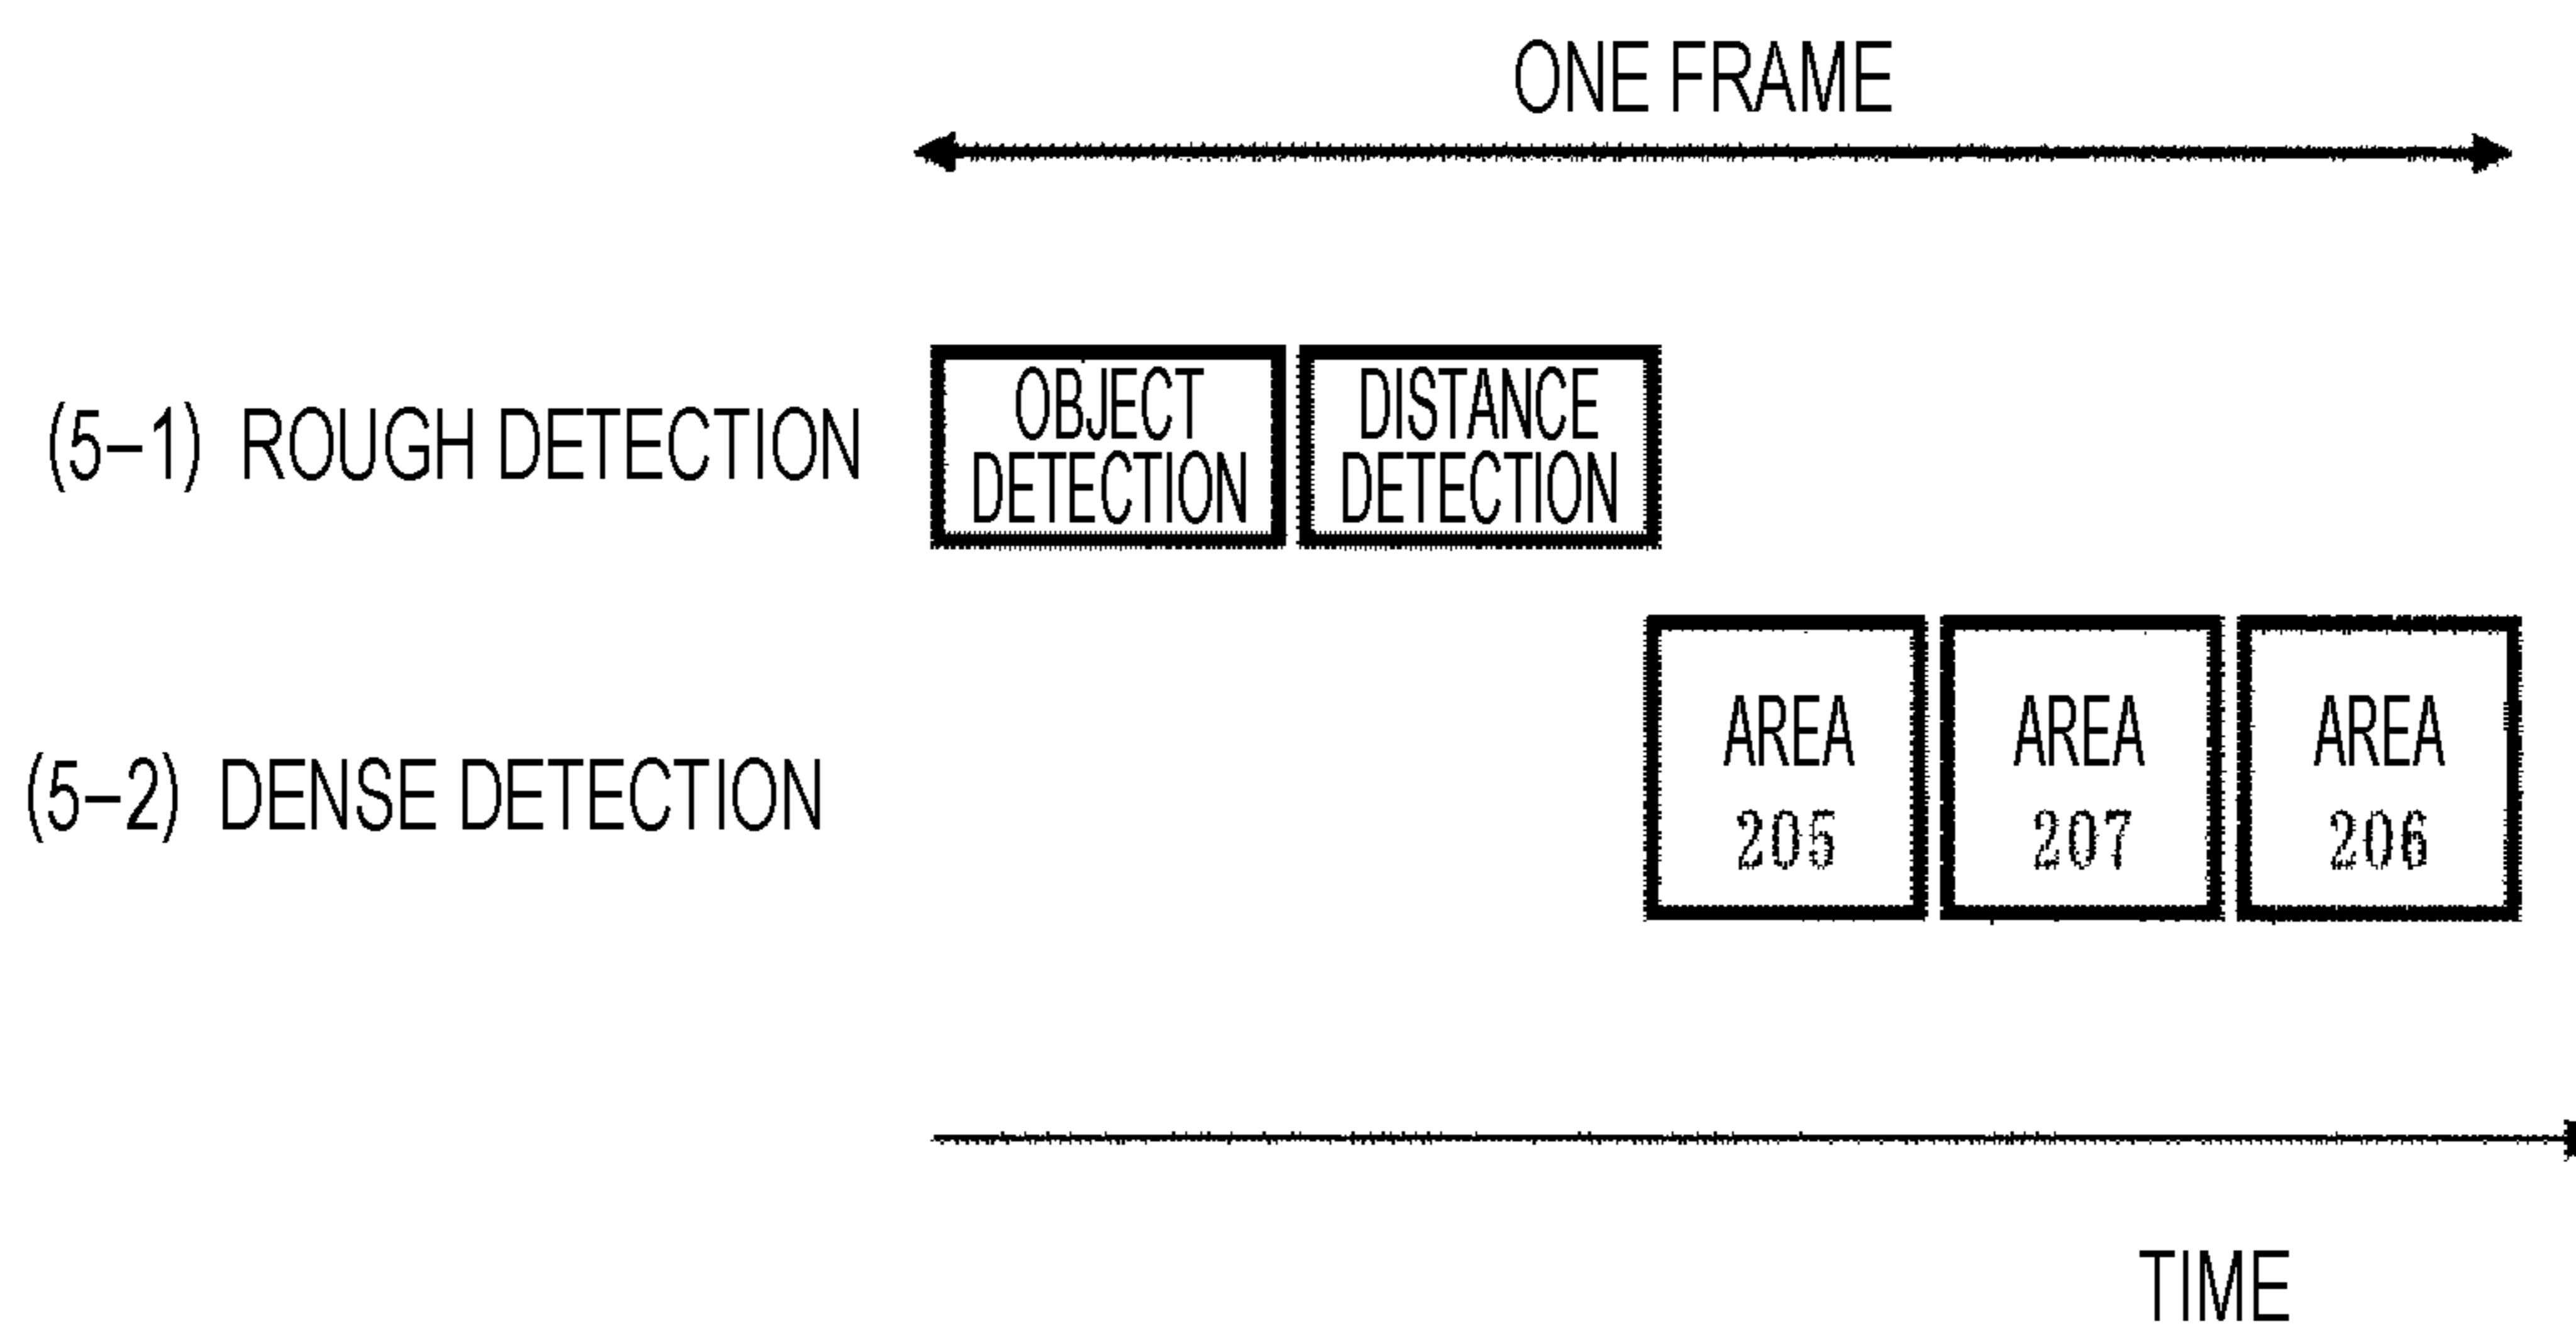 ONE FRAME
(5-1) ROUGH DETECTION
OBJECT
DETECTION
DISTANCE
DETECTION
(5-2) DENSE DETECTION
AREA
205
AREA
207
AREA
206
TIME